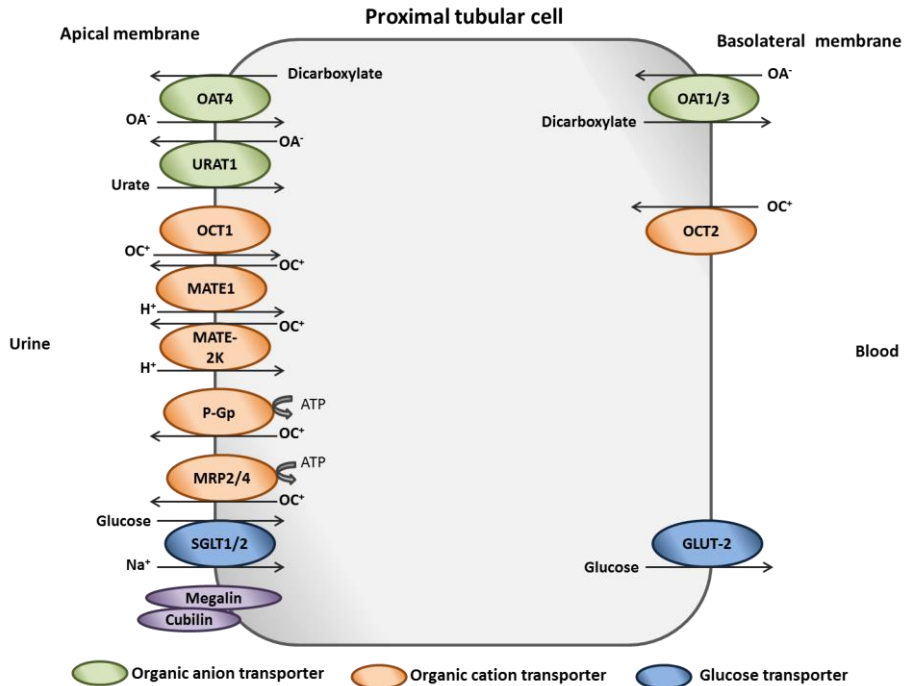 Proximal tubular cell
Apical membrane
Basolateral membrane
Dicarboxylate
OAT4
OA⁻
OA⁻
URAT1
Urate
OCT1
OC⁺
OC⁺
MATE1
H⁺
OC⁺
MATE-
2K
H⁺
P-Gp
ATP
OC⁺
MRP2/4
ATP
OC⁺
Glucose
SGLT1/2
Na⁺
Megalin
Cubilin
Urine
OA⁻
OAT1/3
Dicarboxylate
OC⁺
OCT2
Blood
GLUT-2
Glucose
Organic anion transporter
Organic cation transporter
Glucose transporter